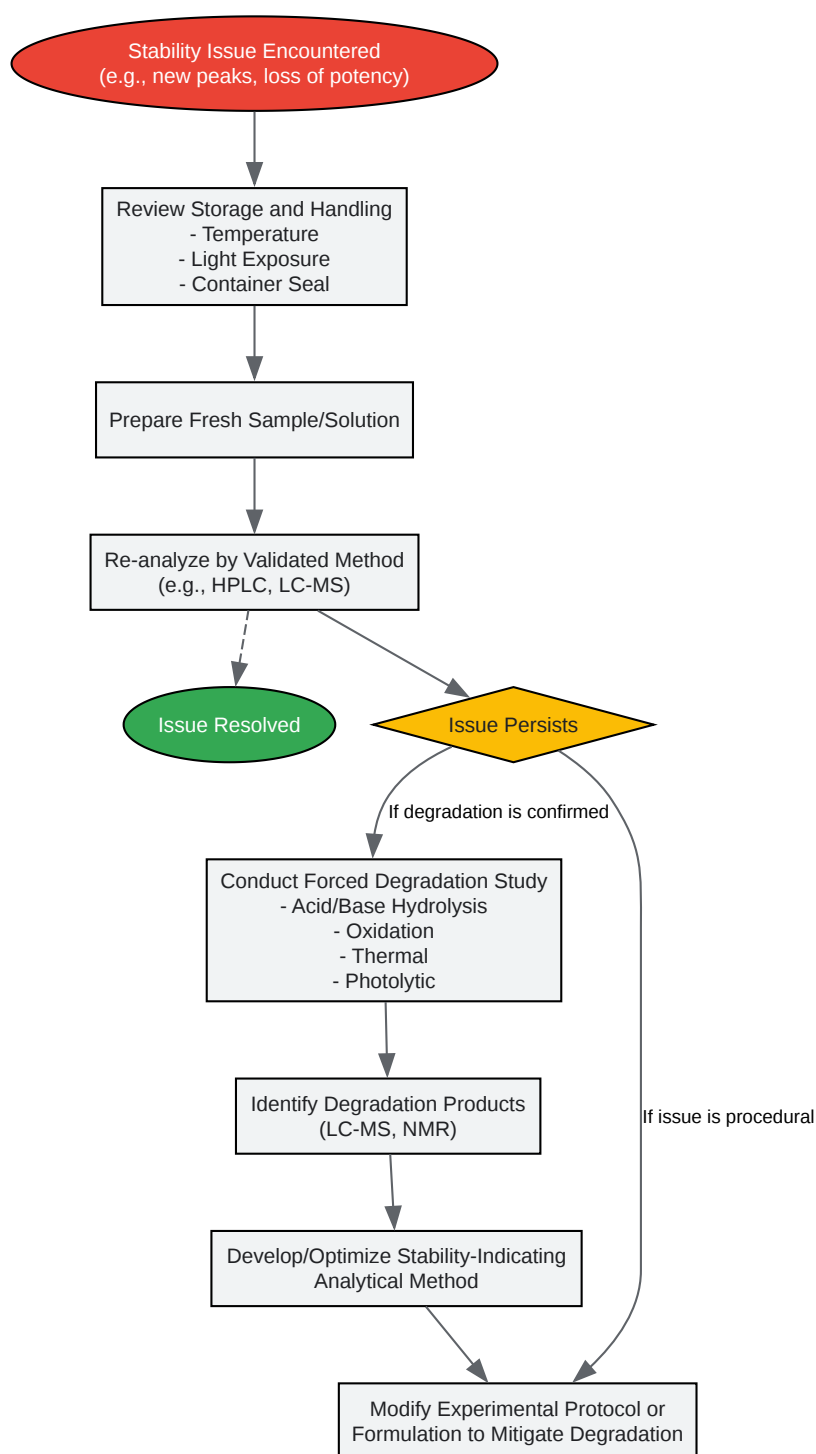 Stability Issue Encountered
(e.g., new peaks, loss of potency)
Review Storage and Handling
- Temperature
- Light Exposure
- Container Seal
Prepare Fresh Sample/Solution
Re-analyze by Validated Method
(e.g., HPLC, LC-MS)
Issue Resolved
Issue Persists
If degradation is confirmed
Conduct Forced Degradation Study
- Acid/Base Hydrolysis
- Oxidation
- Thermal
- Photolytic
Identify Degradation Products
(LC-MS, NMR)
If issue is procedural
Develop/Optimize Stability-Indicating
Analytical Method
Modify Experimental Protocol or
Formulation to Mitigate Degradation